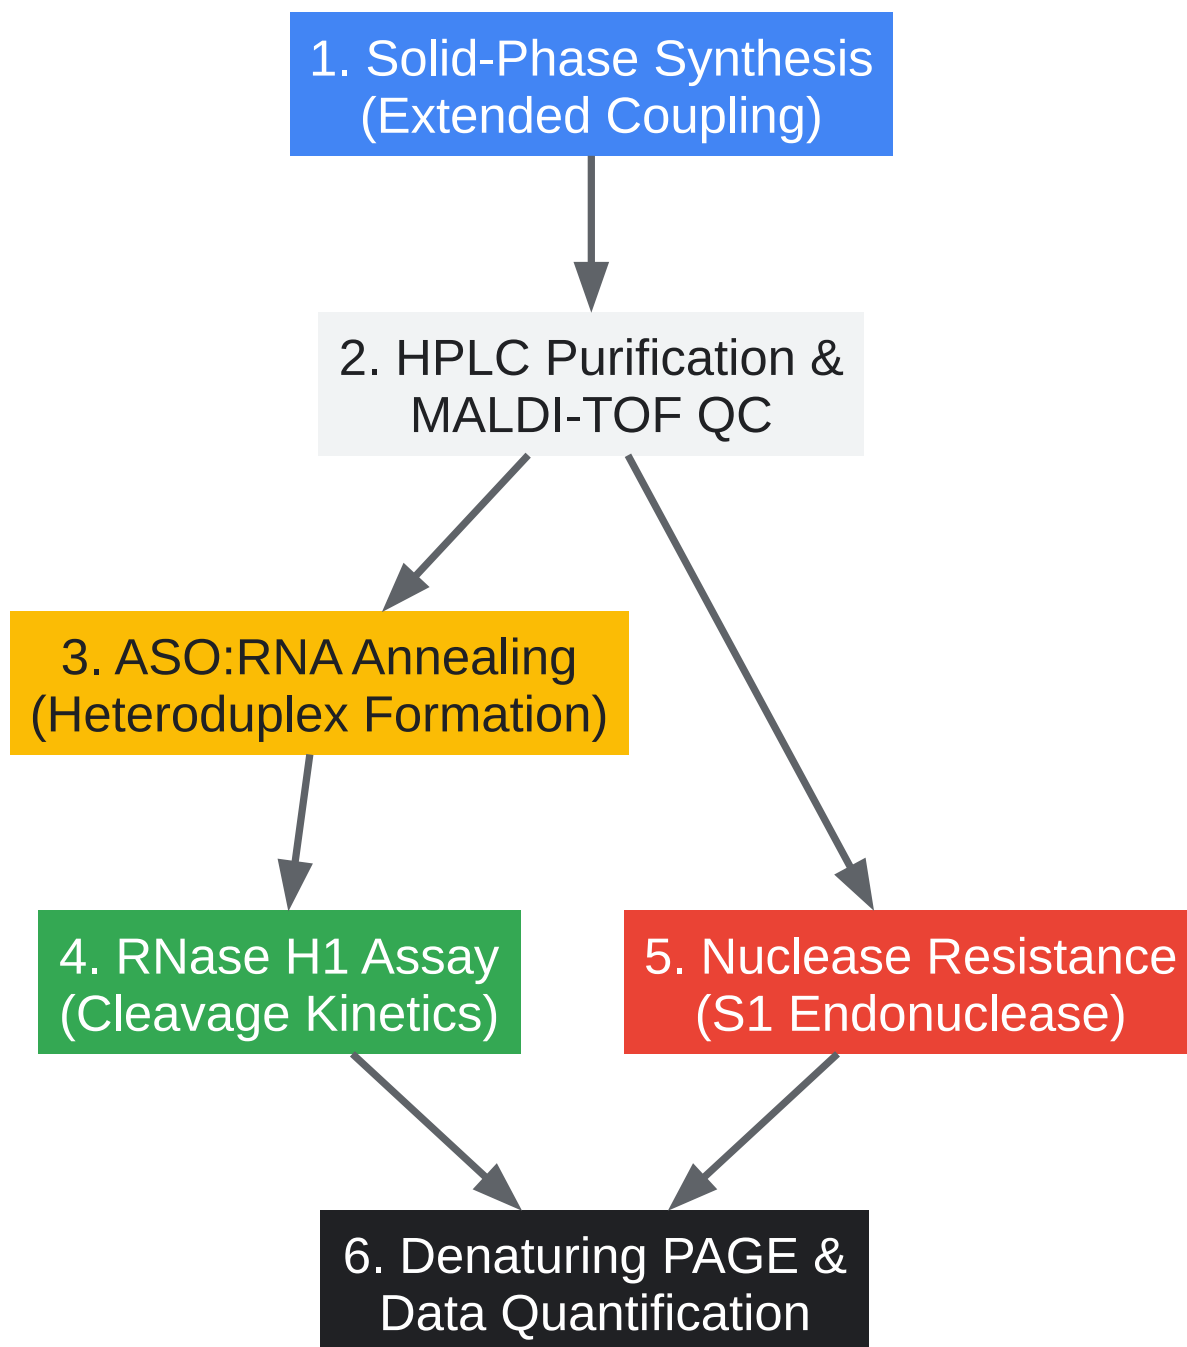 1. Solid-Phase Synthesis
(Extended Coupling)
2. HPLC Purification &
MALDI-TOF QC
3. ASO:RNA Annealing
(Heteroduplex Formation)
4. RNase H1 Assay
(Cleavage Kinetics)
5. Nuclease Resistance
(S1 Endonuclease)
6. Denaturing PAGE &
Data Quantification